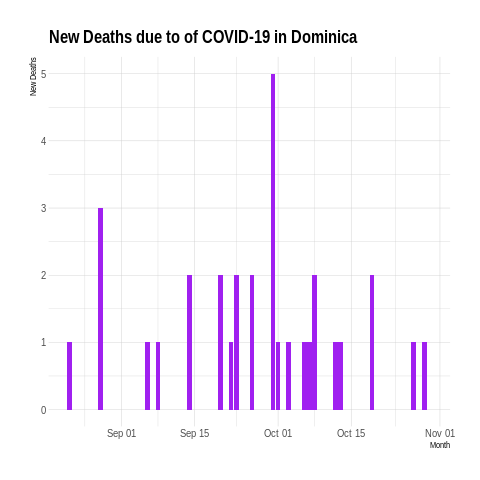 New Deaths due to of COVID-19 in Dominica
New Deaths
5
4
3
2
1
0
Sep 01 Sep 15 Oct 01 Oct 15 Nov 01
Month